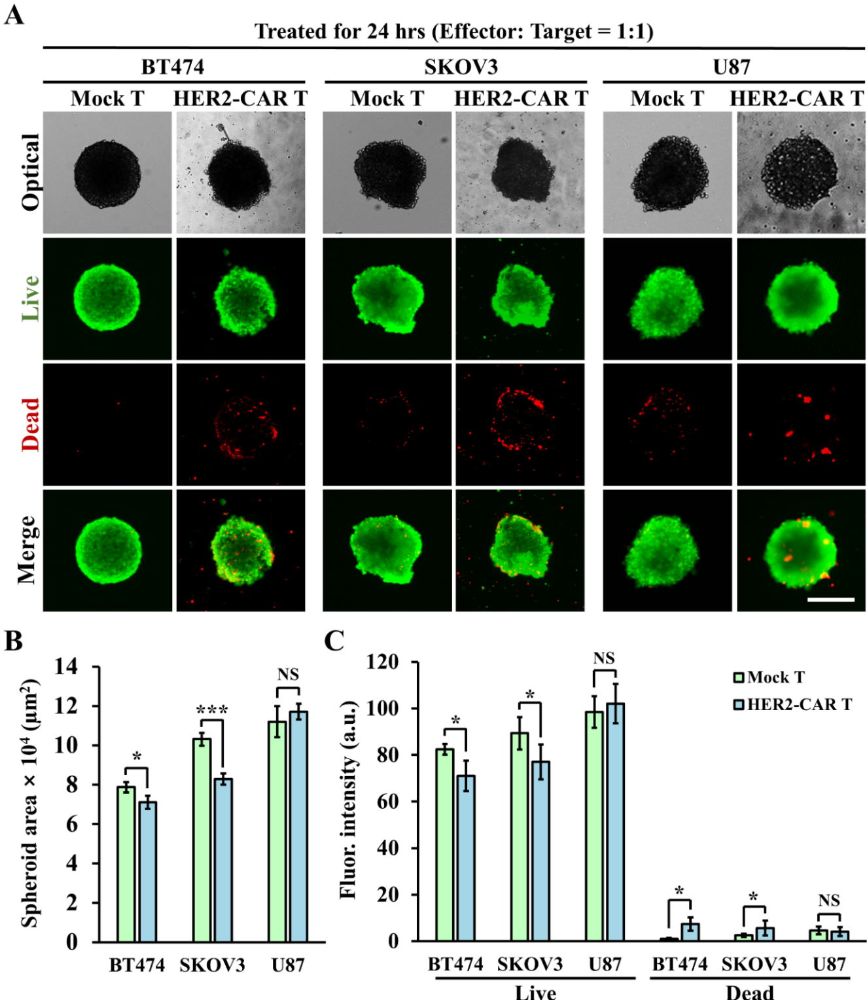 A
Treated for 24 hrs (Effector: Target = 1:1)
BT474 SKOV3 U87
Mock T HER2-CAR T Mock T HER2-CAR T Mock T HER2-CAR T
Optical
Live
Dead
Merge
B
Spheroid area × 10⁴ (μm²)
14
12
10
8
6
4
2
0
*
***
NS
BT474 SKOV3 U87
C
Fluor. intensity (a.u.)
120
100
80
60
40
20
0
*
*
NS
*
*
NS
Mock T
HER2-CAR T
BT474 SKOV3 U87 BT474 SKOV3 U87
Live Dead